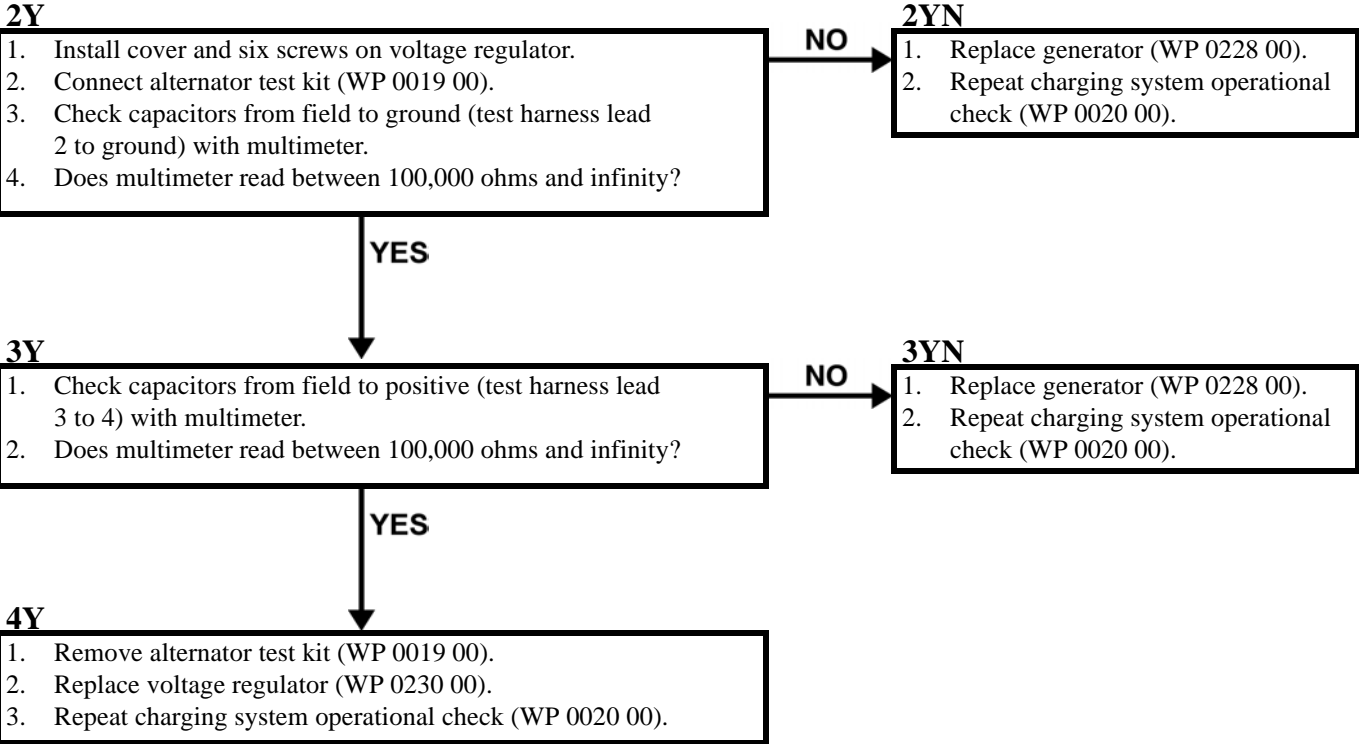 2Y
1. Install cover and six screws on voltage regulator.
2. Connect alternator test kit (WP 0019 00).
3. Check capacitors from field to ground (test harness lead
2 to ground) with multimeter.
4. Does multimeter read between 100,000 ohms and infinity?
NO
2YN
1. Replace generator (WP 0228 00).
2. Repeat charging system operational
check (WP 0020 00).
YES
3Y
1. Check capacitors from field to positive (test harness lead
3 to 4) with multimeter.
2. Does multimeter read between 100,000 ohms and infinity?
NO
3YN
1. Replace generator (WP 0228 00).
2. Repeat charging system operational
check (WP 0020 00).
YES
4Y
1. Remove alternator test kit (WP 0019 00).
2. Replace voltage regulator (WP 0230 00).
3. Repeat charging system operational check (WP 0020 00).